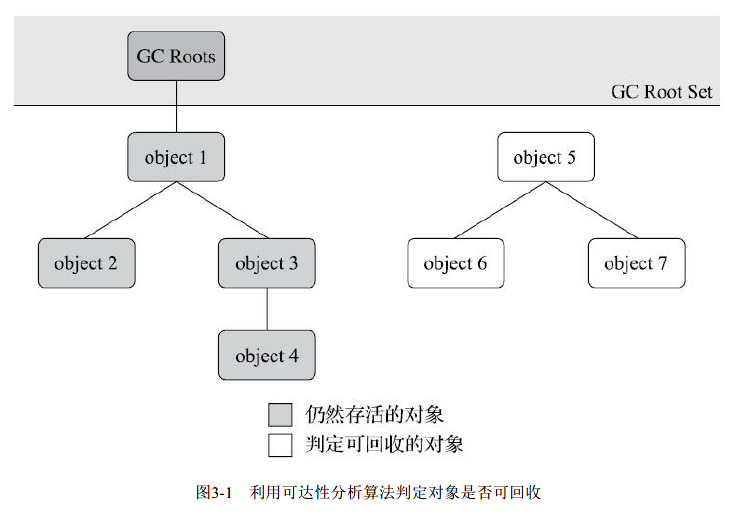 GC Roots
GC Root Set
object 1
object 5
object 2
object 3
object 6
object 7
object 4
仍然存活的对象
判定可回收的对象
图3-1 利用可达性分析算法判定对象是否可回收